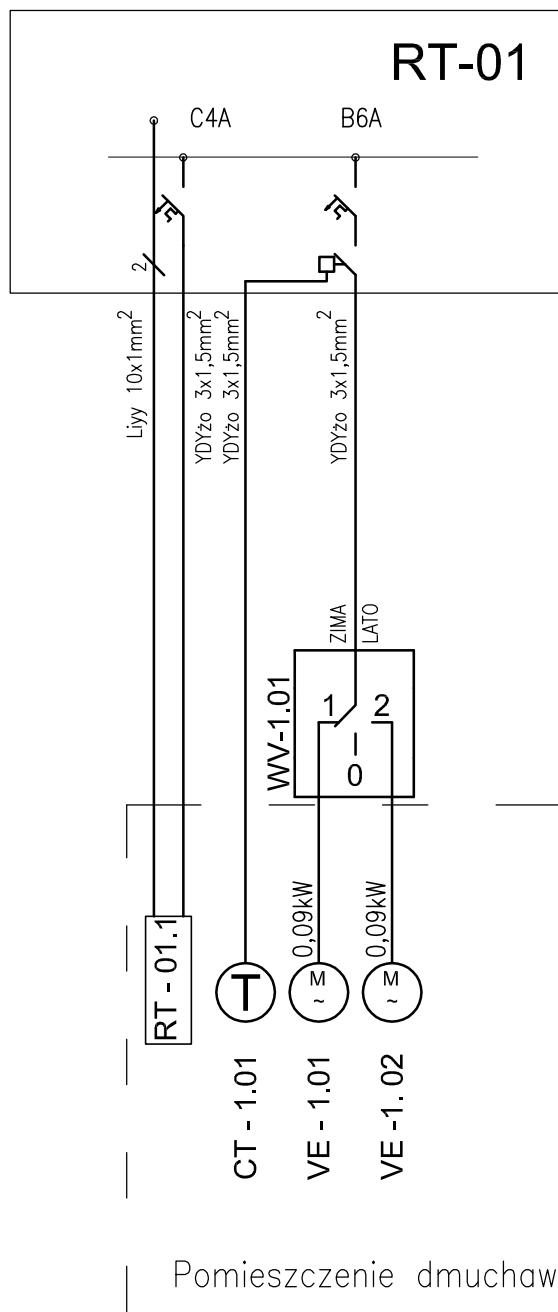 RT-01
C4A
B6A
2
Liyy 10x1mm²
YDYżo 3x1,5mm²
YDYżo 3x1,5mm²
YDYżo 3x1,5mm²
ZIMA
LATO
WV-1.01
1
2
0
0,09kW
0,09kW
RT - 01.1
T
M
~
M
~
CT - 1.01
VE - 1.01
VE -1. 02
Pomieszczenie dmuchaw